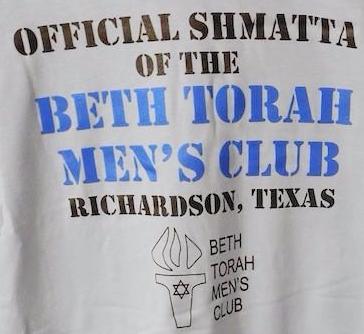 OFFICIAL SHMATTA
OF THE
BETH TORAH
MEN'S CLUB
RICHARDSON, TEXAS
BETH
TORAH
MEN'S
CLUB